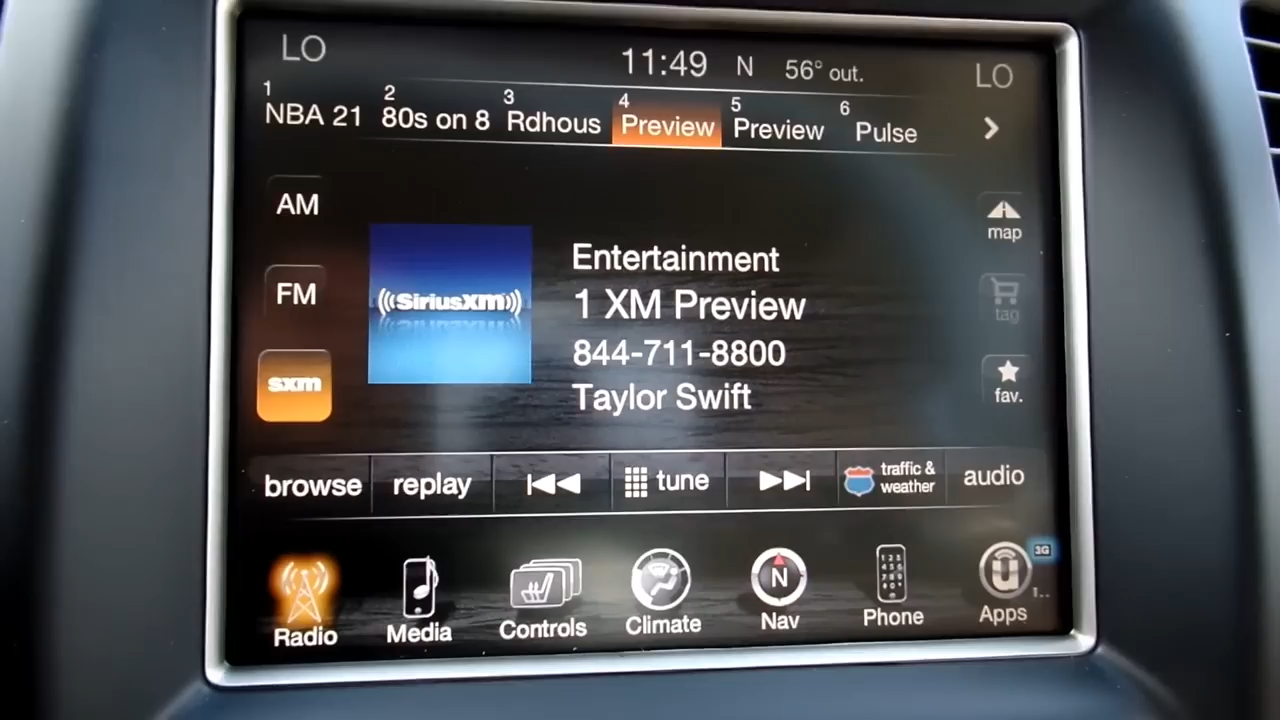 LO 11:49 N 56° out. LO
1 NBA 21 2 80s on 8 3 Rdhous 4 Preview 5 Preview 6 Pulse
AM
FM
sxm
((SiriusXM))
Entertainment
1 XM Preview
844-711-8800
Taylor Swift
map
tag
fav.
browse replay tune traffic & weather audio
Radio Media Controls Climate N Nav Phone 3G 1.. Apps